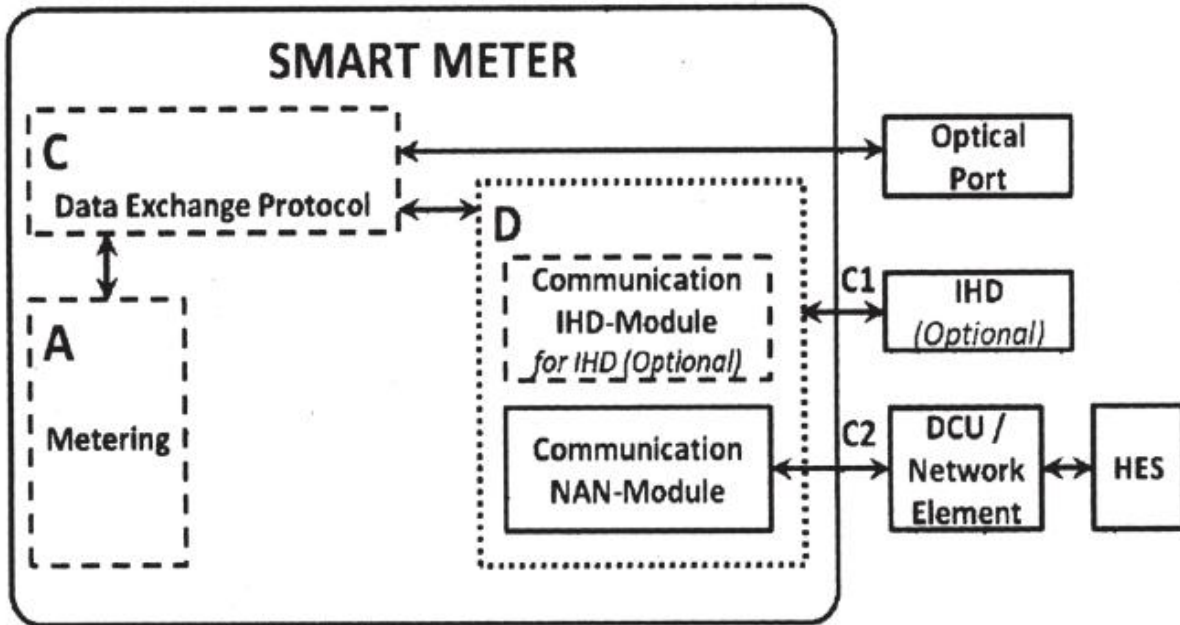 SMART METER
C
Data Exchange Protocol
Optical
Port
D
Communication
IHD-Module
for IHD (Optional)
C1
IHD
(Optional)
A
Metering
Communication
NAN-Module
C2
DCU /
Network
Element
HES